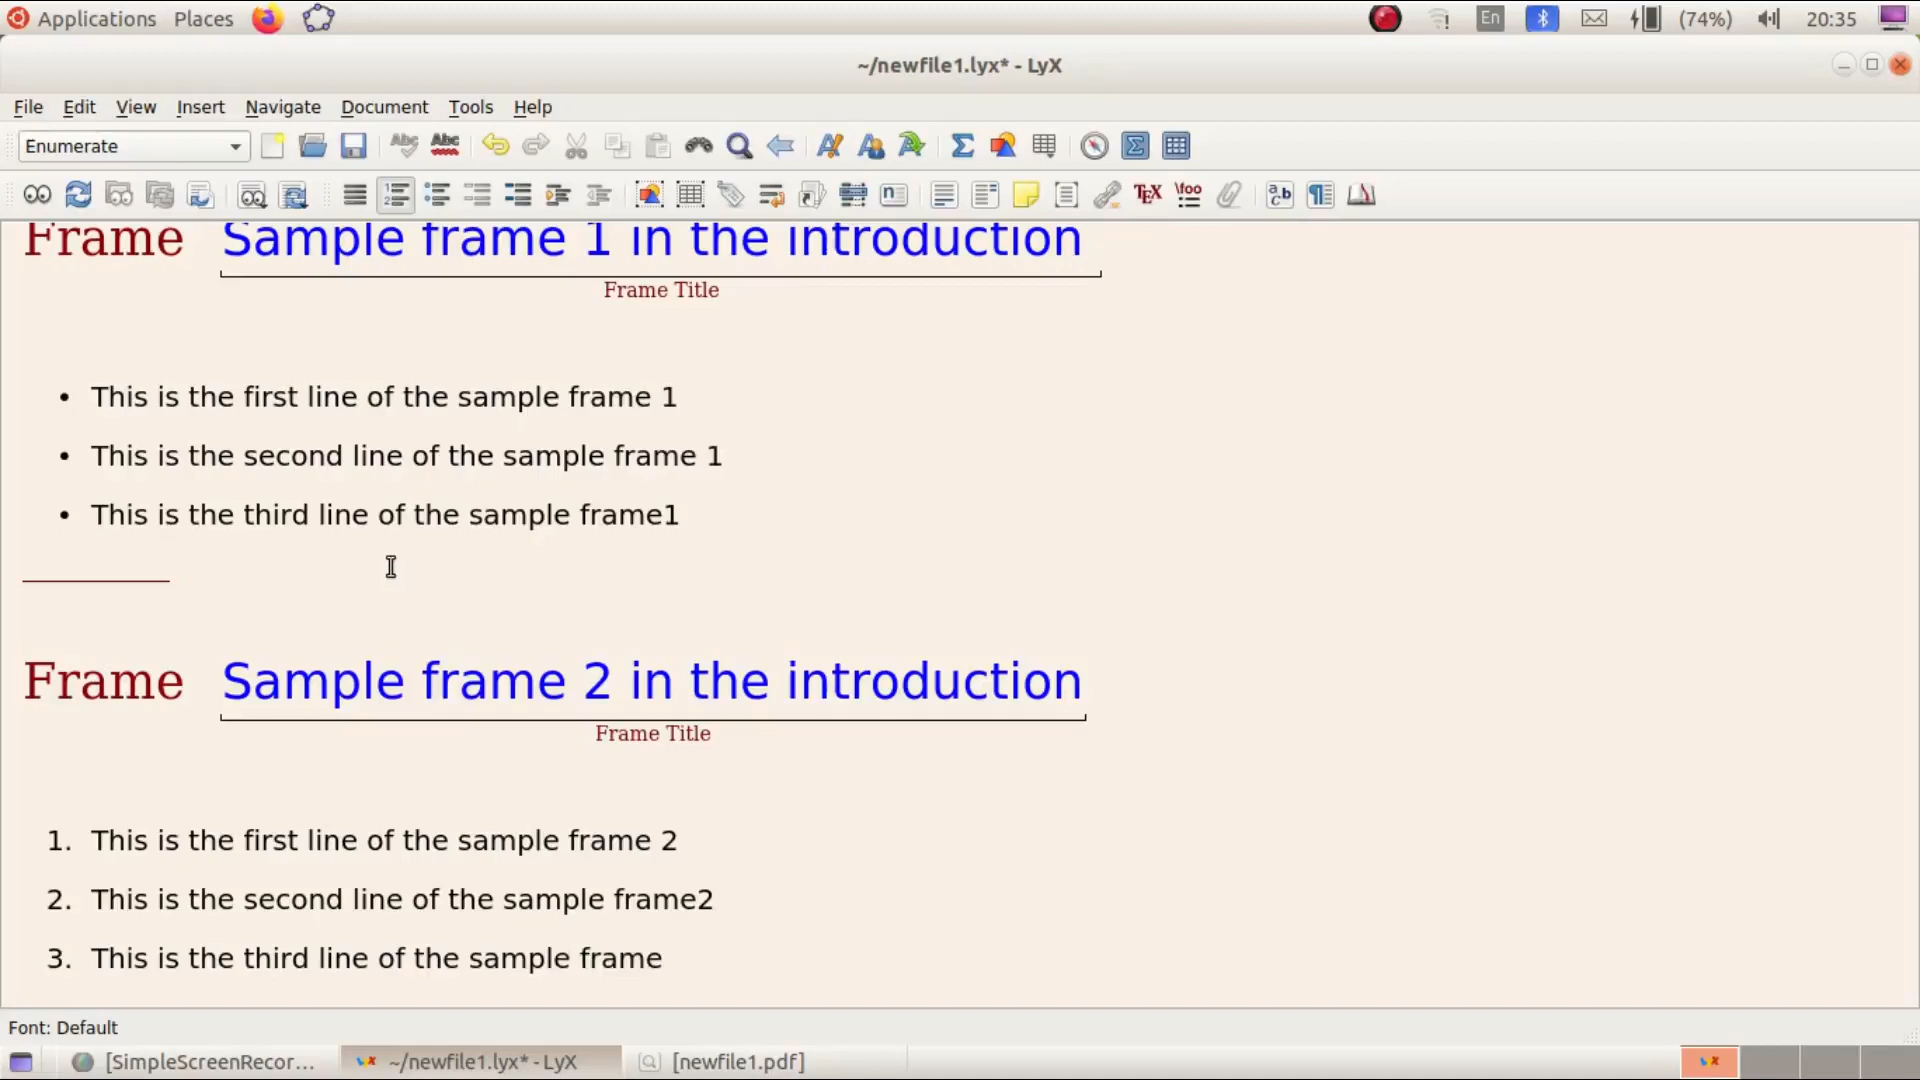 Applications Places En (74%) 20:35
~/newfile1.lyx* - LyX
File Edit View Insert Navigate Document Tools Help
Enumerate Abc Abc
n TEX \foo a:b c
Frame Sample frame 1 in the introduction
Frame Title
• This is the first line of the sample frame 1
• This is the second line of the sample frame 1
• This is the third line of the sample frame1
Frame Sample frame 2 in the introduction
Frame Title
1. This is the first line of the sample frame 2
2. This is the second line of the sample frame2
3. This is the third line of the sample frame
Font: Default
[SimpleScreenRecor... ~/newfile1.lyx* - LyX [newfile1.pdf]